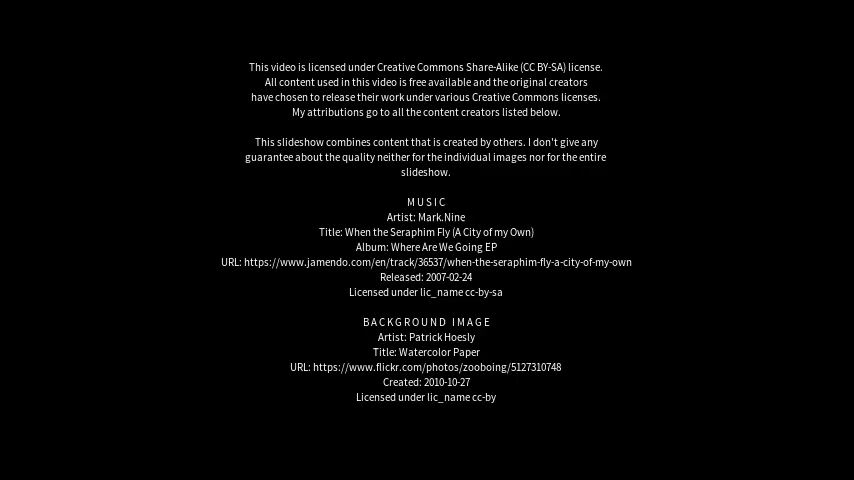 This video is licensed under Creative Commons Share-Alike (CC BY-SA) license.
All content used in this video is free available and the original creators
have chosen to release their work under various Creative Commons licenses.
My attributions go to all the content creators listed below.
This slideshow combines content that is created by others. I don't give any
guarantee about the quality neither for the individual images nor for the entire
slideshow.
MUSIC
Artist: Mark.Nine
Title: When the Seraphim Fly (A City of my Own)
Album: Where Are We Going EP
URL: https://www.jamendo.com/en/track/36537/when-the-seraphim-fly-a-city-of-my-own
Released: 2007-02-24
Licensed under lic_name cc-by-sa
BACKGROUND IMAGE
Artist: Patrick Hoesly
Title: Watercolor Paper
URL: https://www.flickr.com/photos/zooboing/5127310748
Created: 2010-10-27
Licensed under lic_name cc-by